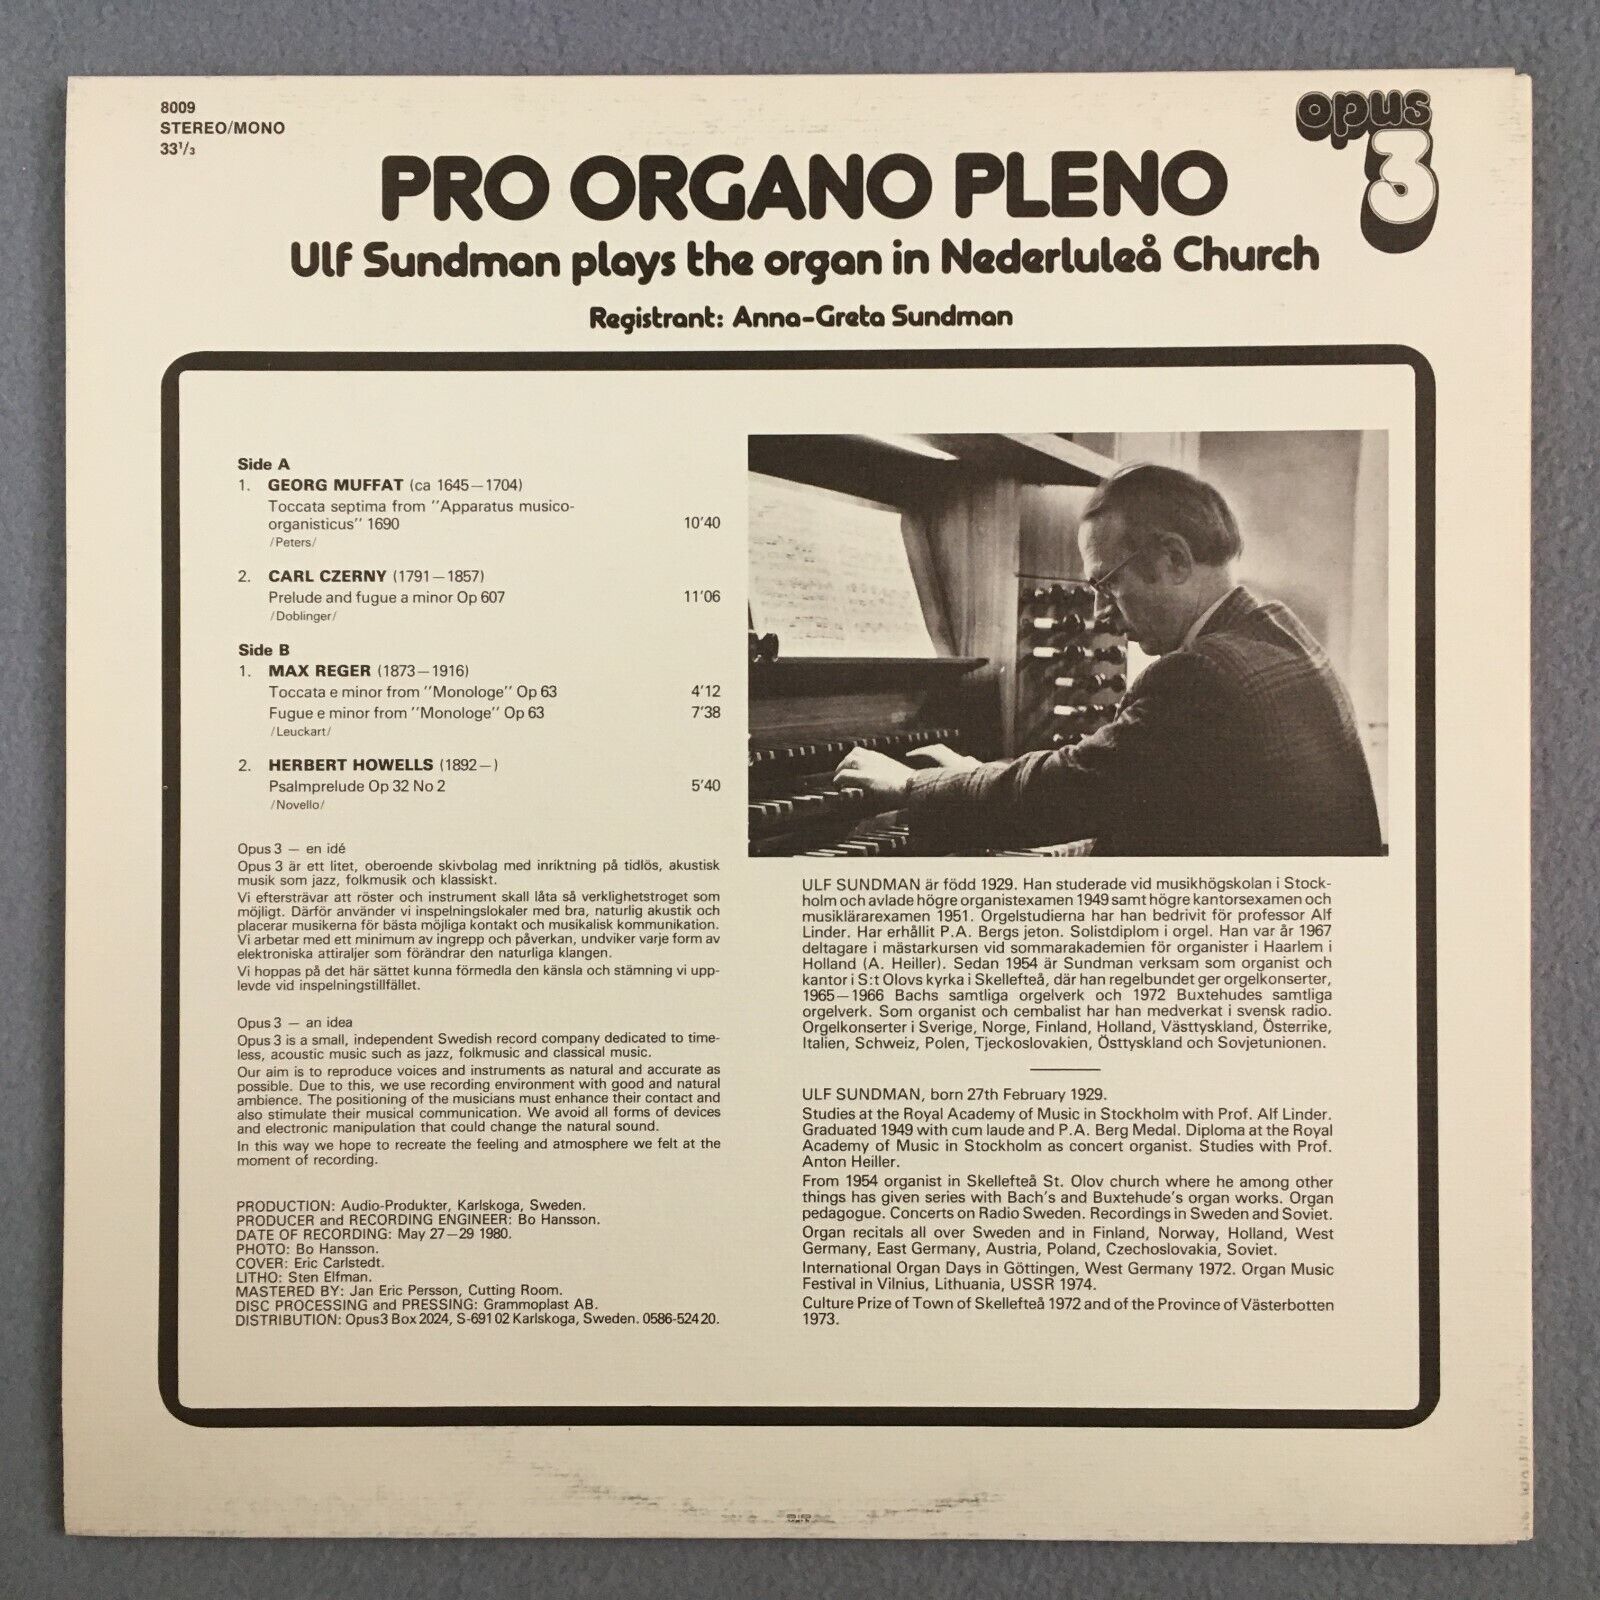 8009
STEREO/MONO
33¹/₃
opus
3
PRO ORGANO PLENO
Ulf Sundman plays the organ in Nederluleå Church
Registrant: Anna-Greta Sundman
Side A
1. GEORG MUFFAT (ca 1645–1704)
Toccata septima from ''Apparatus musico-
organisticus'' 1690 10'40
/Peters/
2. CARL CZERNY (1791–1857)
Prelude and fugue a minor Op 607 11'06
/Doblinger/
Side B
1. MAX REGER (1873–1916)
Toccata e minor from ''Monologe'' Op 63 4'12
Fugue e minor from ''Monologe'' Op 63 7'38
/Leuckart/
2. HERBERT HOWELLS (1892–)
Psalmprelude Op 32 No 2 5'40
/Novello/
Opus 3 – en idé
Opus 3 är ett litet, oberoende skivbolag med inriktning på tidlös, akustisk
musik som jazz, folkmusik och klassiskt.
Vi eftersträvar att röster och instrument skall låta så verklighetstroget som
möjligt. Därför använder vi inspelningslokaler med bra, naturlig akustik och
placerar musikerna för bästa möjliga kontakt och musikalisk kommunikation.
Vi arbetar med ett minimum av ingrepp och påverkan, undviker varje form av
elektroniska attiraljer som förändrar den naturliga klangen.
Vi hoppas på det här sättet kunna förmedla den känsla och stämning vi upp-
levde vid inspelningstillfället.
Opus 3 – an idea
Opus 3 is a small, independent Swedish record company dedicated to time-
less, acoustic music such as jazz, folkmusic and classical music.
Our aim is to reproduce voices and instruments as natural and accurate as
possible. Due to this, we use recording environment with good and natural
ambience. The positioning of the musicians must enhance their contact and
also stimulate their musical communication. We avoid all forms of devices
and electronic manipulation that could change the natural sound.
In this way we hope to recreate the feeling and atmosphere we felt at the
moment of recording.
PRODUCTION: Audio-Produkter, Karlskoga, Sweden.
PRODUCER and RECORDING ENGINEER: Bo Hansson.
DATE OF RECORDING: May 27–29 1980.
PHOTO: Bo Hansson.
COVER: Eric Carlstedt.
LITHO: Sten Elfman.
MASTERED BY: Jan Eric Persson, Cutting Room.
DISC PROCESSING and PRESSING: Grammoplast AB.
DISTRIBUTION: Opus3 Box 2024, S-691 02 Karlskoga, Sweden. 0586-524 20.
ULF SUNDMAN är född 1929. Han studerade vid musikhögskolan i Stock-
holm och avlade högre organistexamen 1949 samt högre kantorsexamen och
musiklärarexamen 1951. Orgelstudierna har han bedrivit för professor Alf
Linder. Har erhållit P.A. Bergs jeton. Solistdiplom i orgel. Han var år 1967
deltagare i mästarkursen vid sommarakademien för organister i Haarlem i
Holland (A. Heiller). Sedan 1954 är Sundman verksam som organist och
kantor i S:t Olovs kyrka i Skellefteå, där han regelbundet ger orgelkonserter,
1965–1966 Bachs samtliga orgelverk och 1972 Buxtehudes samtliga
orgelverk. Som organist och cembalist har han medverkat i svensk radio.
Orgelkonserter i Sverige, Norge, Finland, Holland, Västtyskland, Österrike,
Italien, Schweiz, Polen, Tjeckoslovakien, Östtyskland och Sovjetunionen.
ULF SUNDMAN, born 27th February 1929.
Studies at the Royal Academy of Music in Stockholm with Prof. Alf Linder.
Graduated 1949 with cum laude and P.A. Berg Medal. Diploma at the Royal
Academy of Music in Stockholm as concert organist. Studies with Prof.
Anton Heiller.
From 1954 organist in Skellefteå St. Olov church where he among other
things has given series with Bach's and Buxtehude's organ works. Organ
pedagogue. Concerts on Radio Sweden. Recordings in Sweden and Soviet.
Organ recitals all over Sweden and in Finland, Norway, Holland, West
Germany, East Germany, Austria, Poland, Czechoslovakia, Soviet.
International Organ Days in Göttingen, West Germany 1972. Organ Music
Festival in Vilnius, Lithuania, USSR 1974.
Culture Prize of Town of Skellefteå 1972 and of the Province of Västerbotten
1973.